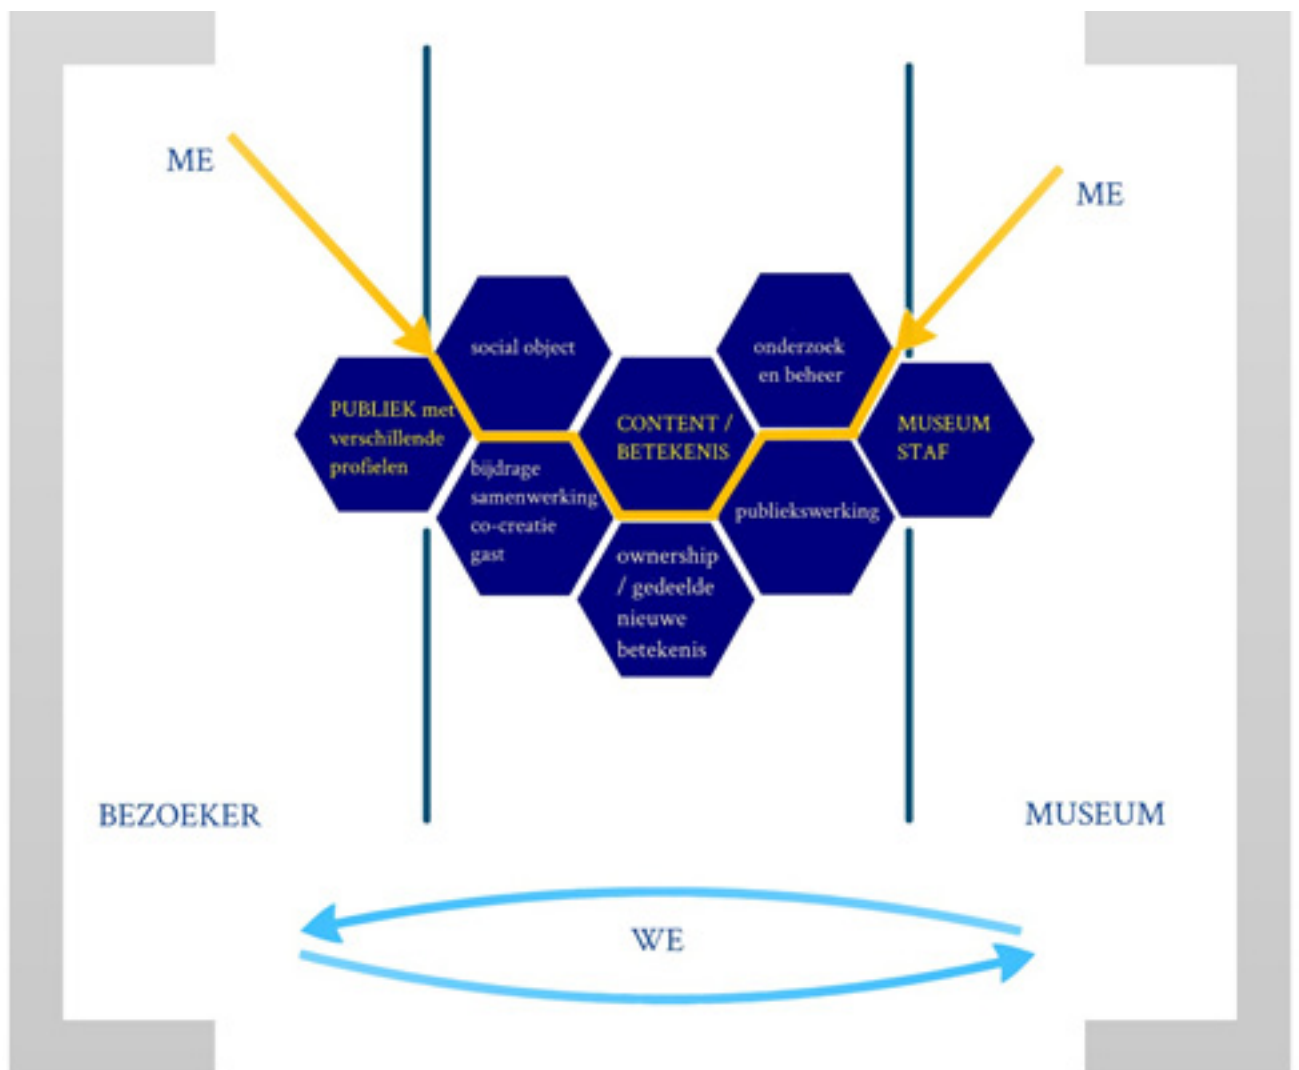 ME
ME
social object
onderzoek
en beheer
PUBLIEK met
verschillende
profielen
CONTENT /
BETEKENIS
MUSEUM
STAF
bijdrage
samenwerking
co-creatie
gast
publiekswerking
ownership
/ gedeelde
nieuwe
betekenis
BEZOEKER
MUSEUM
WE